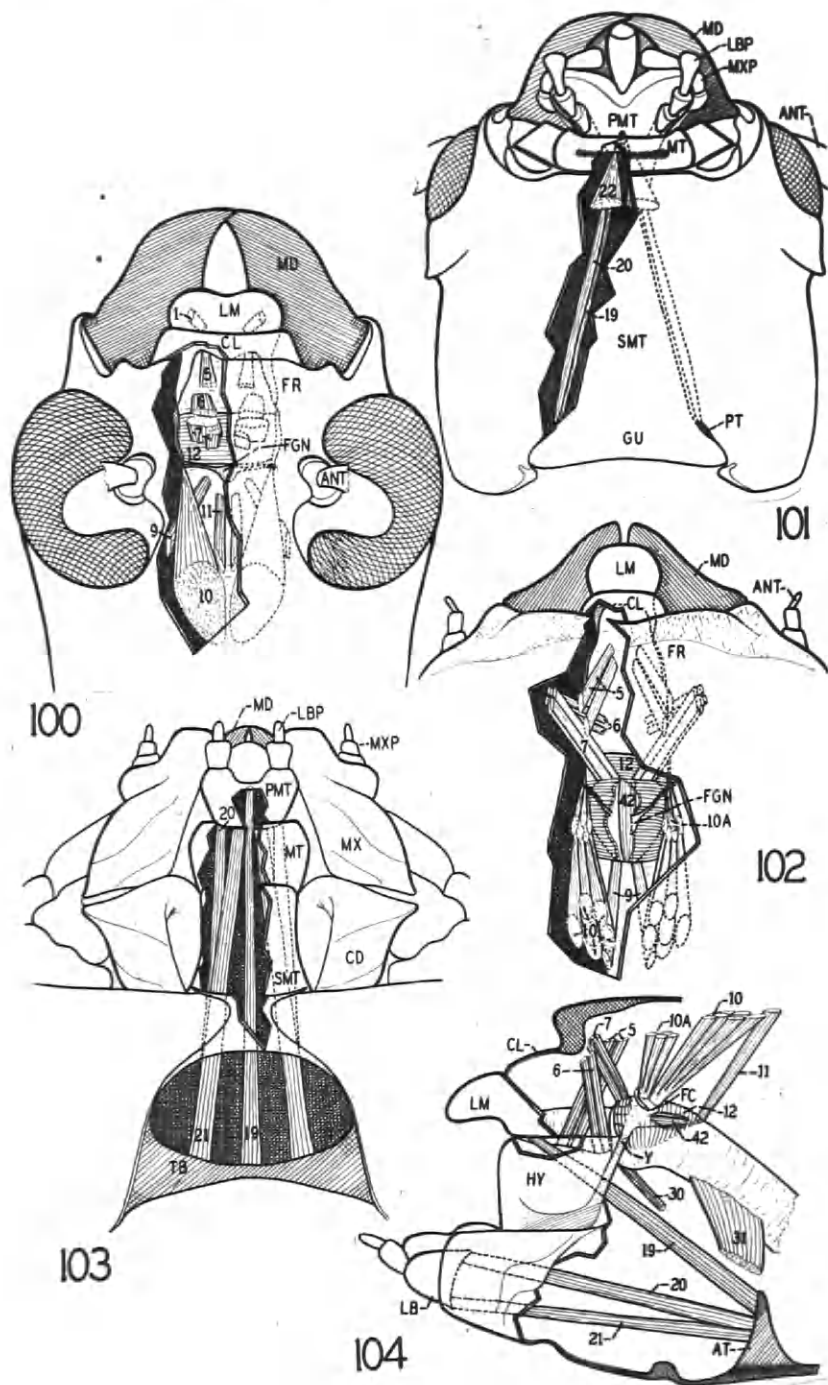 MD
LM
1
CL
5
FR
6
7
12
FGN
ANT
11
9
10
100
MD
LBP
MXP
ANT
PMT
MT
22
20
19
SMT
PT
GU
101
LM
MD
ANT
CL
FR
5
6
7
12
42
FGN
10A
9
10
102
MD
LBP
MXP
PMT
20
MT
MX
SMT
CD
21
19
TB
103
10
7
5
10A
CL
6
11
LM
FC
12
42
Y
HY
30
19
31
20
LB
21
AT
104